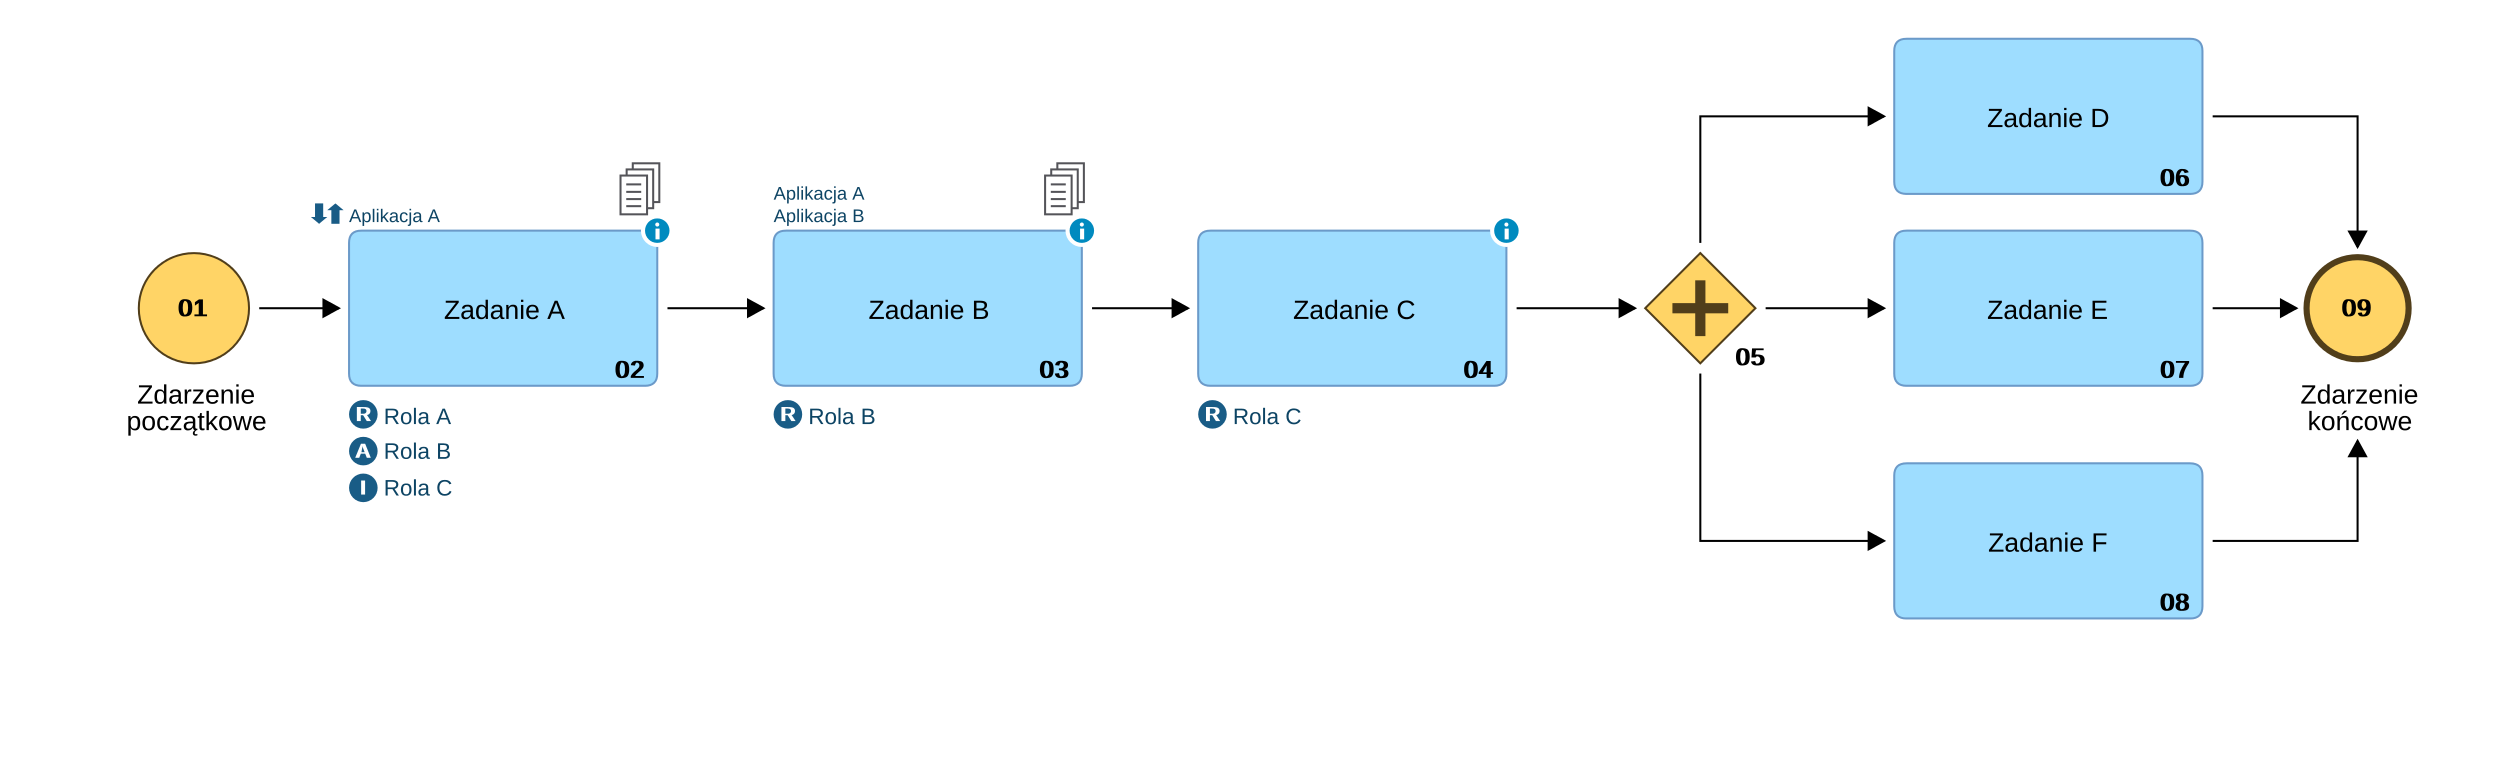 01
Zdarzenie
początkowe
Aplikacja A
Zadanie A
02
R Rola A
A Rola B
I Rola C
Aplikacja A
Aplikacja B
Zadanie B
03
R Rola B
Zadanie C
04
R Rola C
05
Zadanie D
06
Zadanie E
07
Zadanie F
08
09
Zdarzenie
końcowe